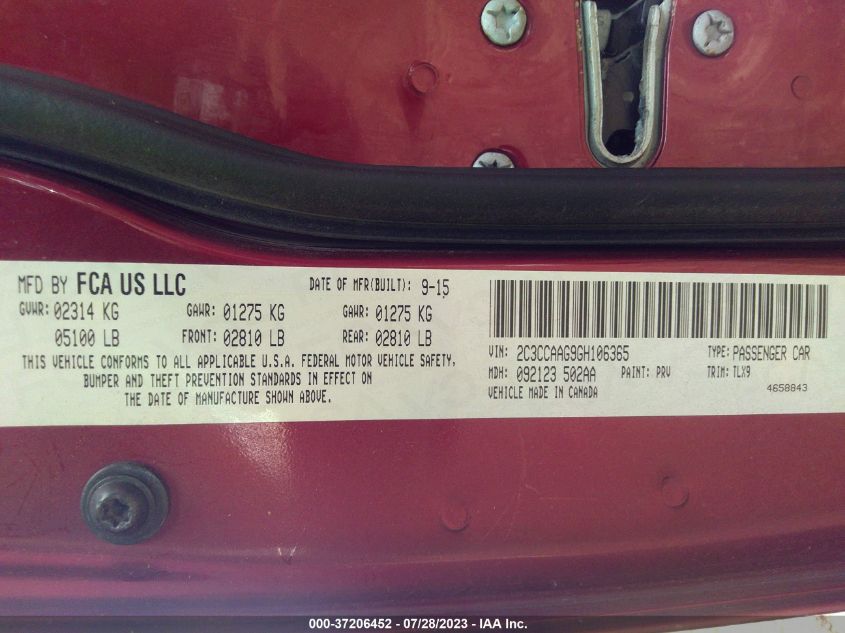 MFD BY FCA US LLC DATE OF MFR(BUILT): 9-15
GVWR: 02314 KG GAWR: 01275 KG GAWR: 01275 KG
05100 LB FRONT: 02810 LB REAR: 02810 LB
THIS VEHICLE CONFORMS TO ALL APPLICABLE U.S.A. FEDERAL MOTOR VEHICLE SAFETY,
BUMPER AND THEFT PREVENTION STANDARDS IN EFFECT ON
THE DATE OF MANUFACTURE SHOWN ABOVE.
VIN: 2C3CCAAG9GH106365 TYPE: PASSENGER CAR
MDH: 092123 502AA PAINT: PRV TRIM: TLX9
VEHICLE MADE IN CANADA 4658843
000-37206452 / 07/28/2023 - IAA Inc.